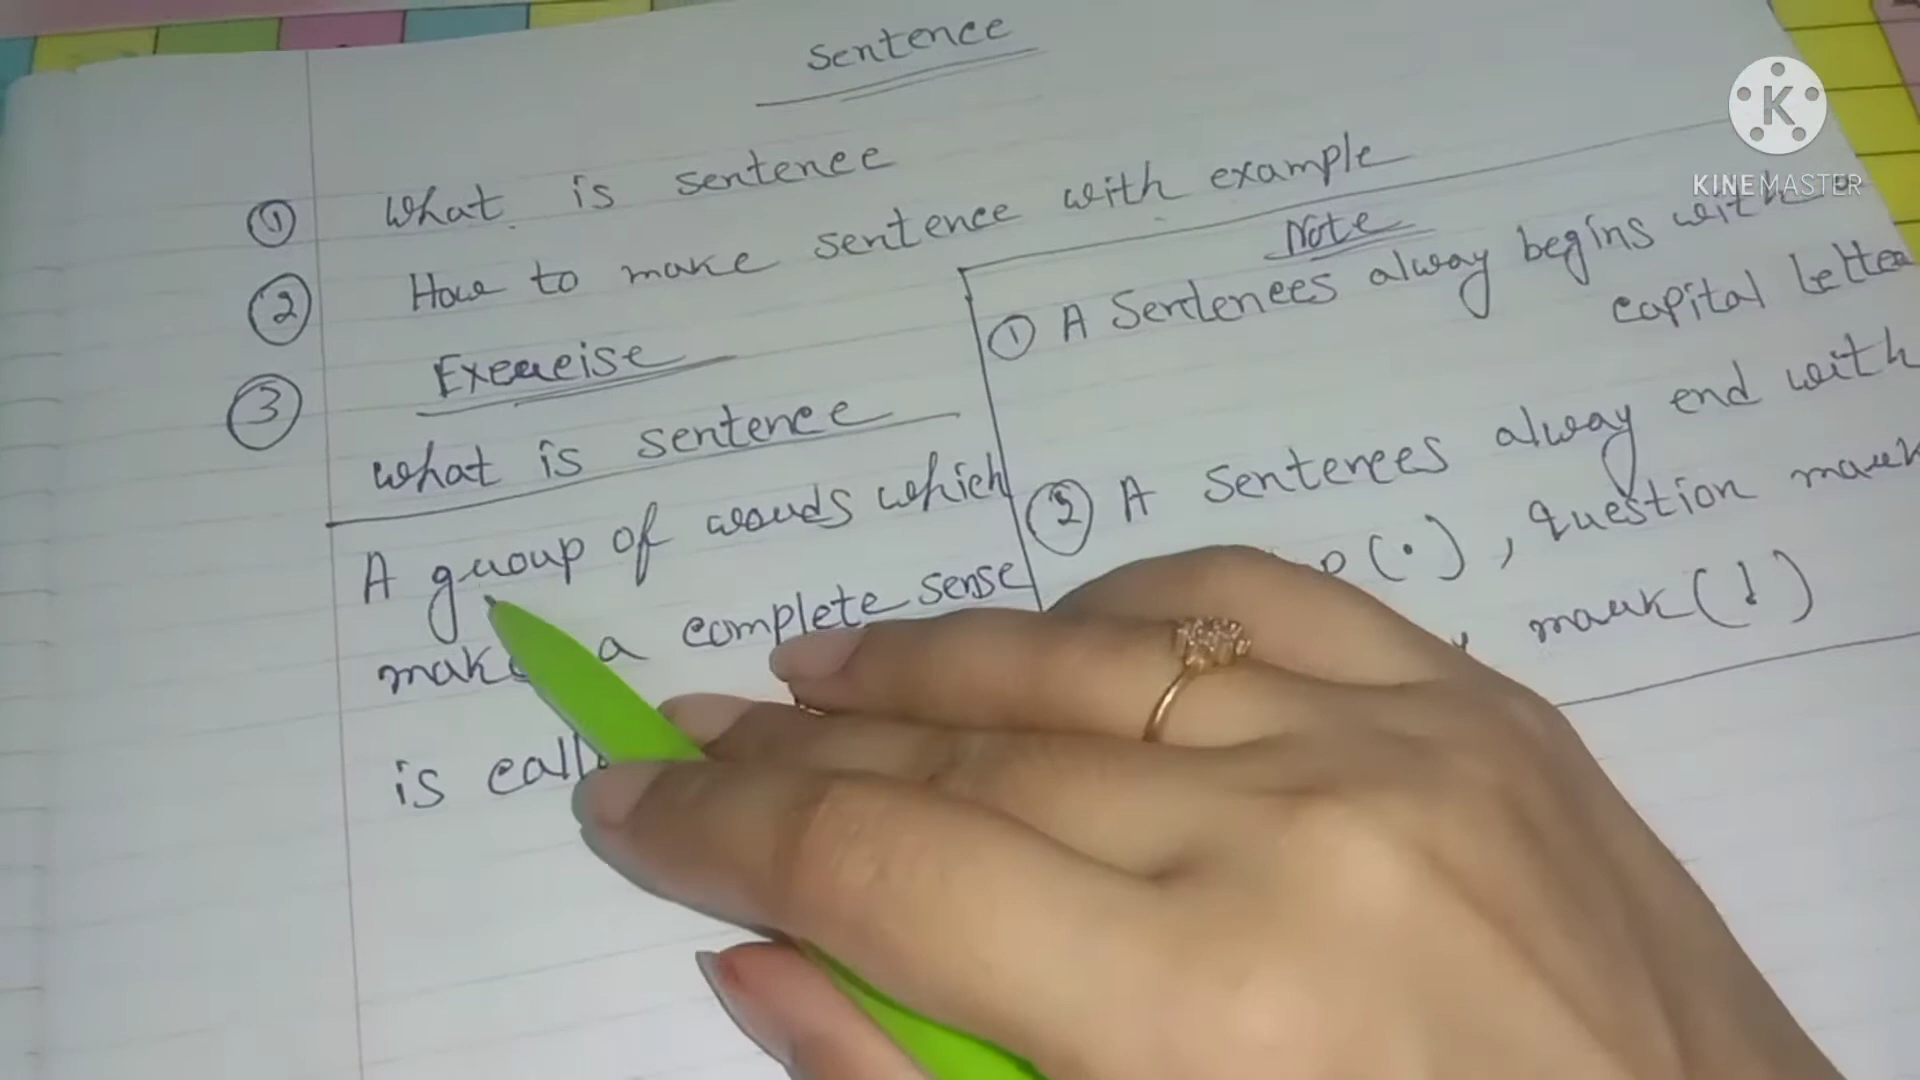 Sentence
① What is sentence
② How to make sentence with example
③ Exercise
What is sentence
A group of words which
make a complete sense
is call
Note
① A Sentences alway begins with a
capital letter
② A Sentences alway end with
p (.), question mark
mark (!)
K
KINEMASTER